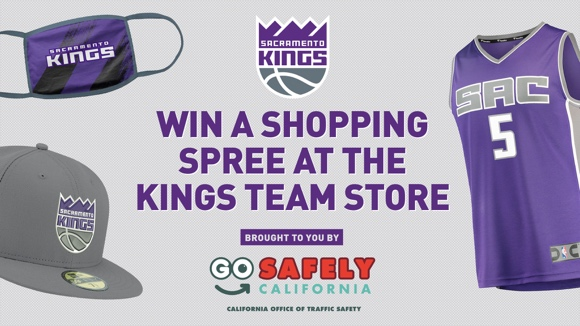 SACRAMENTO
KINGS
SACRAMENTO
KINGS
WIN A SHOPPING
SPREE AT THE
KINGS TEAM STORE
BROUGHT TO YOU BY
GO SAFELY
CALIFORNIA
CALIFORNIA OFFICE OF TRAFFIC SAFETY
SACRAMENTO
KINGS
SAC
5